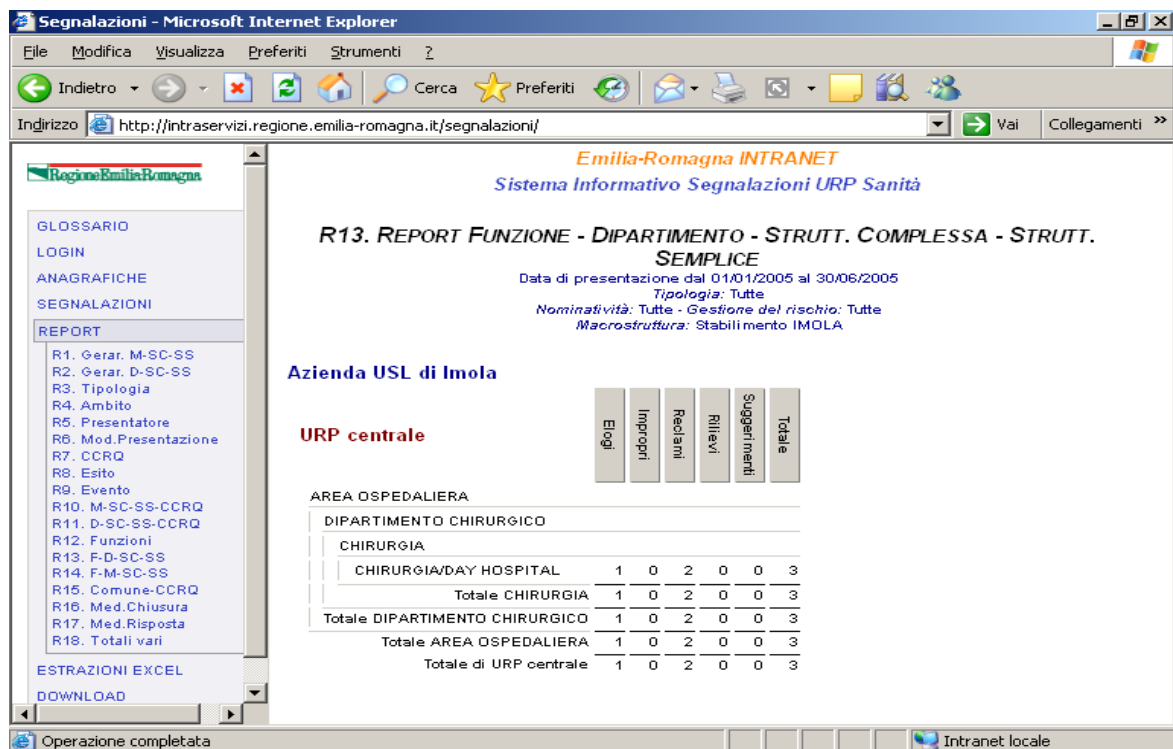 Segnalazioni - Microsoft Internet Explorer
File Modifica Visualizza Preferiti Strumenti ?
Indietro Cerca Preferiti
Indirizzo http://intraservizi.regione.emilia-romagna.it/segnalazioni/ Vai Collegamenti »
RegioneEmiliaRomagna
GLOSSARIO
LOGIN
ANAGRAFICHE
SEGNALAZIONI
REPORT
R1. Gerar. M-SC-SS
R2. Gerar. D-SC-SS
R3. Tipologia
R4. Ambito
R5. Presentatore
R6. Mod.Presentazione
R7. CCRQ
R8. Esito
R9. Evento
R10. M-SC-SS-CCRQ
R11. D-SC-SS-CCRQ
R12. Funzioni
R13. F-D-SC-SS
R14. F-M-SC-SS
R15. Comune-CCRQ
R16. Med.Chiusura
R17. Med.Risposta
R18. Totali vari
ESTRAZIONI EXCEL
DOWNLOAD
Emilia-Romagna INTRANET
Sistema Informativo Segnalazioni URP Sanità
R13. REPORT FUNZIONE - DIPARTIMENTO - STRUTT. COMPLESSA - STRUTT.
SEMPLICE
Data di presentazione dal 01/01/2005 al 30/06/2005
Tipologia: Tutte
Nominatività: Tutte - Gestione del rischio: Tutte
Macrostruttura: Stabilimento IMOLA
Azienda USL di Imola
URP centrale Elogi Impropri Reclami Rilievi Suggerimenti Totale
AREA OSPEDALIERA
DIPARTIMENTO CHIRURGICO
CHIRURGIA
CHIRURGIA/DAY HOSPITAL 1 0 2 0 0 3
Totale CHIRURGIA 1 0 2 0 0 3
Totale DIPARTIMENTO CHIRURGICO 1 0 2 0 0 3
Totale AREA OSPEDALIERA 1 0 2 0 0 3
Totale di URP centrale 1 0 2 0 0 3
Operazione completata Intranet locale